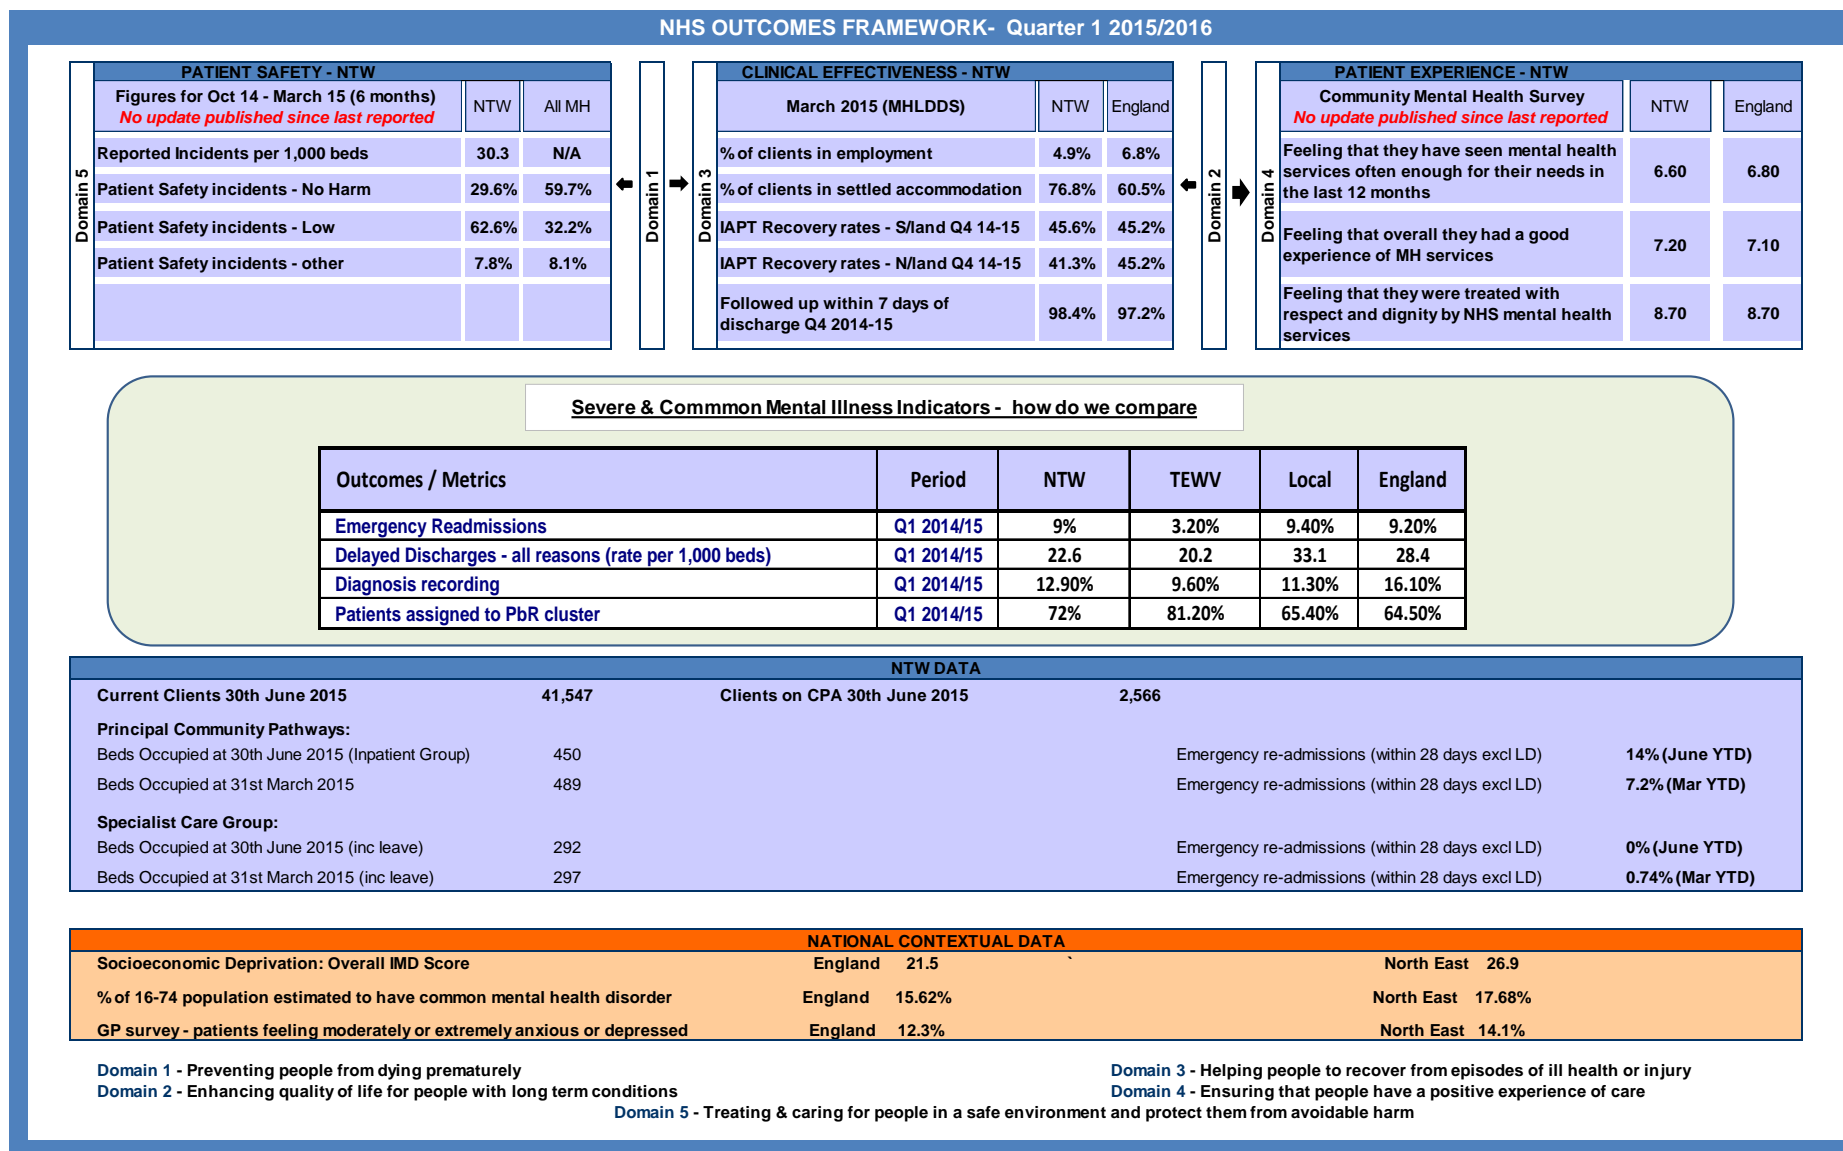 NHS OUTCOMES FRAMEWORK- Quarter 1 2015/2016
Domain 5
PATIENT SAFETY - NTW
Figures for Oct 14 - March 15 (6 months)
No update published since last reported
NTW All MH
Reported Incidents per 1,000 beds 30.3 N/A
Patient Safety incidents - No Harm 29.6% 59.7%
Patient Safety incidents - Low 62.6% 32.2%
Patient Safety incidents - other 7.8% 8.1%
Domain 1
Domain 3
CLINICAL EFFECTIVENESS - NTW
March 2015 (MHLDDS) NTW England
% of clients in employment 4.9% 6.8%
% of clients in settled accommodation 76.8% 60.5%
IAPT Recovery rates - S/land Q4 14-15 45.6% 45.2%
IAPT Recovery rates - N/land Q4 14-15 41.3% 45.2%
Followed up within 7 days of
discharge Q4 2014-15
98.4% 97.2%
Domain 2
Domain 4
PATIENT EXPERIENCE - NTW
Community Mental Health Survey
No update published since last reported
NTW England
Feeling that they have seen mental health
services often enough for their needs in
the last 12 months
6.60 6.80
Feeling that overall they had a good
experience of MH services
7.20 7.10
Feeling that they were treated with
respect and dignity by NHS mental health
services
8.70 8.70
Severe & Commmon Mental Illness Indicators - how do we compare
Outcomes / Metrics Period NTW TEWV Local England
Emergency Readmissions Q1 2014/15 9% 3.20% 9.40% 9.20%
Delayed Discharges - all reasons (rate per 1,000 beds) Q1 2014/15 22.6 20.2 33.1 28.4
Diagnosis recording Q1 2014/15 12.90% 9.60% 11.30% 16.10%
Patients assigned to PbR cluster Q1 2014/15 72% 81.20% 65.40% 64.50%
NTW DATA
Current Clients 30th June 2015 41,547 Clients on CPA 30th June 2015 2,566
Principal Community Pathways:
Beds Occupied at 30th June 2015 (Inpatient Group) 450 Emergency re-admissions (within 28 days excl LD) 14% (June YTD)
Beds Occupied at 31st March 2015 489 Emergency re-admissions (within 28 days excl LD) 7.2% (Mar YTD)
Specialist Care Group:
Beds Occupied at 30th June 2015 (inc leave) 292 Emergency re-admissions (within 28 days excl LD) 0% (June YTD)
Beds Occupied at 31st March 2015 (inc leave) 297 Emergency re-admissions (within 28 days excl LD) 0.74% (Mar YTD)
NATIONAL CONTEXTUAL DATA
Socioeconomic Deprivation: Overall IMD Score England 21.5 ` North East 26.9
% of 16-74 population estimated to have common mental health disorder England 15.62% North East 17.68%
GP survey - patients feeling moderately or extremely anxious or depressed England 12.3% North East 14.1%
Domain 1 - Preventing people from dying prematurely Domain 3 - Helping people to recover from episodes of ill health or injury
Domain 2 - Enhancing quality of life for people with long term conditions Domain 4 - Ensuring that people have a positive experience of care
Domain 5 - Treating & caring for people in a safe environment and protect them from avoidable harm